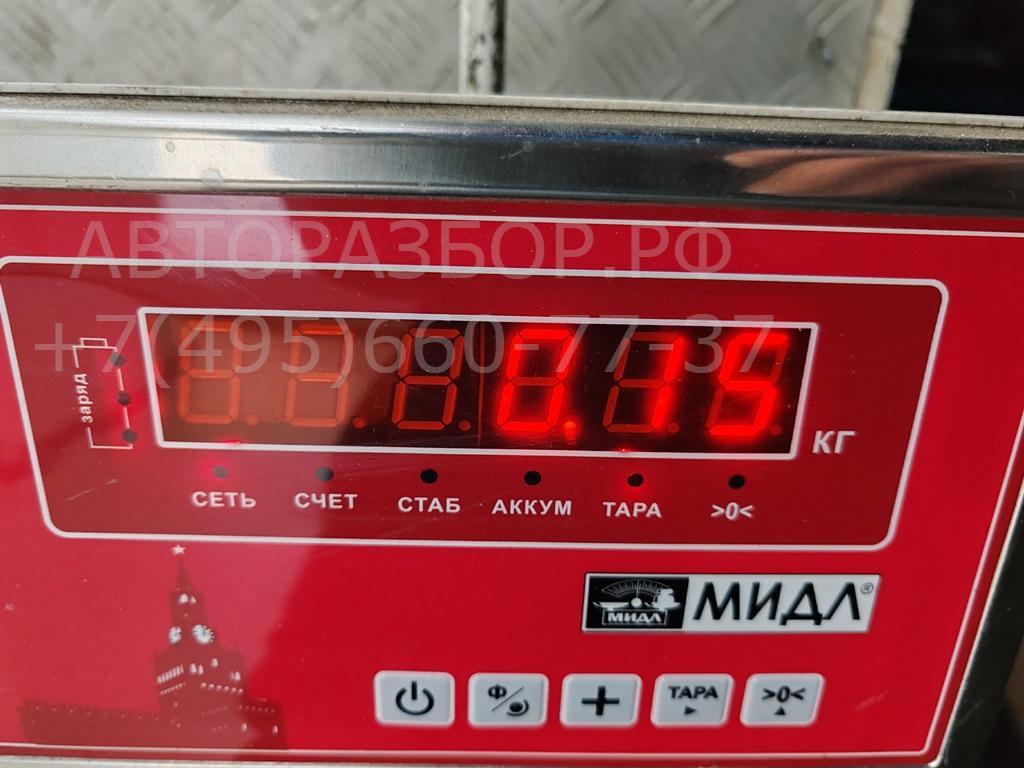 АВТОРАЗБОР.РФ
+7(495)660-77-37
заряд
0.15
КГ
СЕТЬ СЧЕТ СТАБ АККУМ ТАРА >0<
МИДЛ МИДЛ®
Ф ТАРА >0<